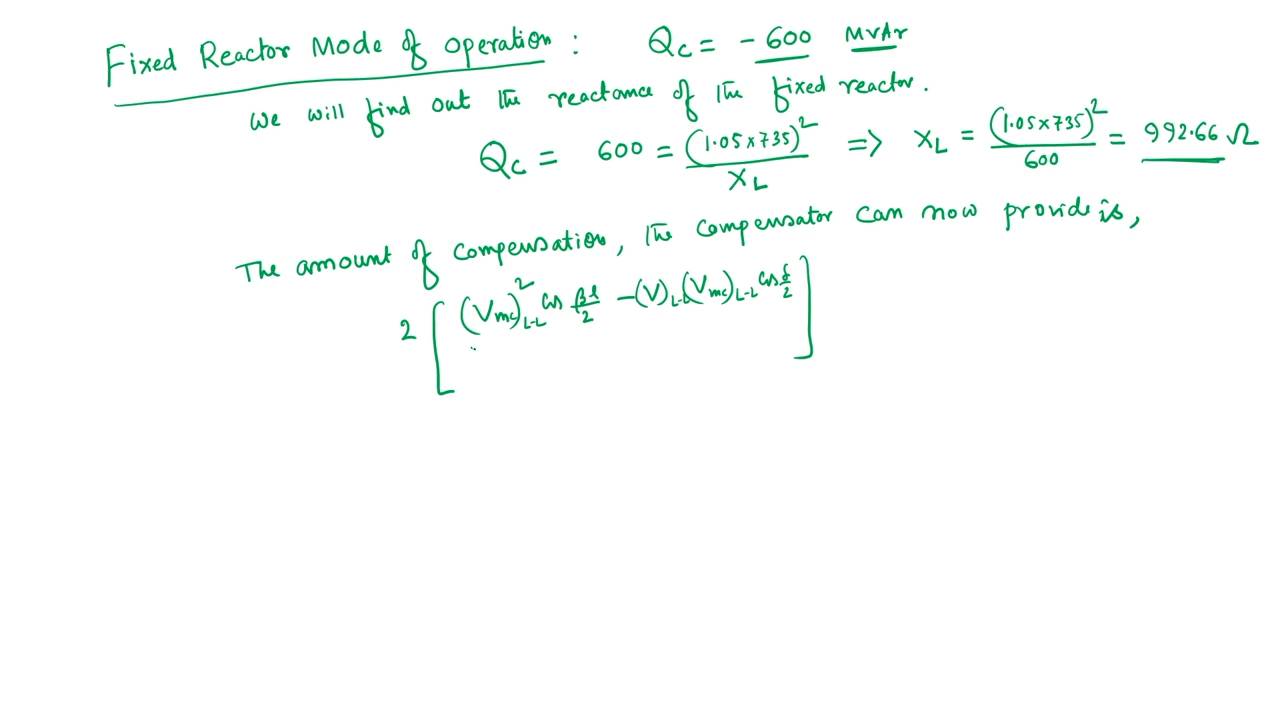 Fixed Reactor Mode of operation : Qc = - 600 MVAr
We will find out the reactance of the fixed reactor.
Qc = 600 = (1.05 x 735)² / XL => XL = (1.05 x 735)² / 600 = 992.66 Ω
The amount of compensation, the compensator can now provide is,
2 [ (Vmc)²L-L Cos βl/2 - (V)L-L (Vmc)L-L Cos δ/2 ]